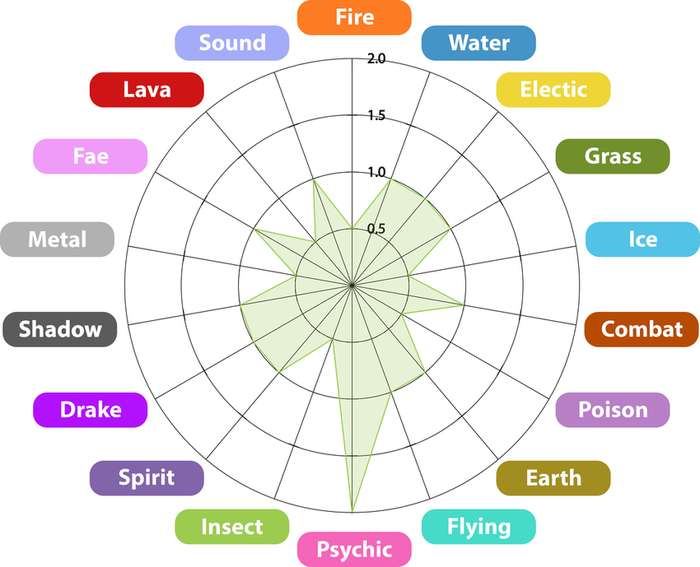 Fire
Sound
Water
2.0
Lava
Electic
1.5
Fae
Grass
1.0
0.5
Metal
Ice
Shadow
Combat
Drake
Poison
Spirit
Earth
Insect
Flying
Psychic